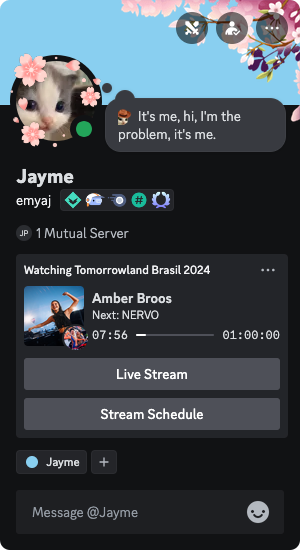 It's me, hi, I'm the
problem, it's me.
Jayme
emyaj
JP 1 Mutual Server
Watching Tomorrowland Brasil 2024
Amber Broos
Next: NERVO
07:56 01:00:00
Live Stream
Stream Schedule
Jayme +
Message @Jayme